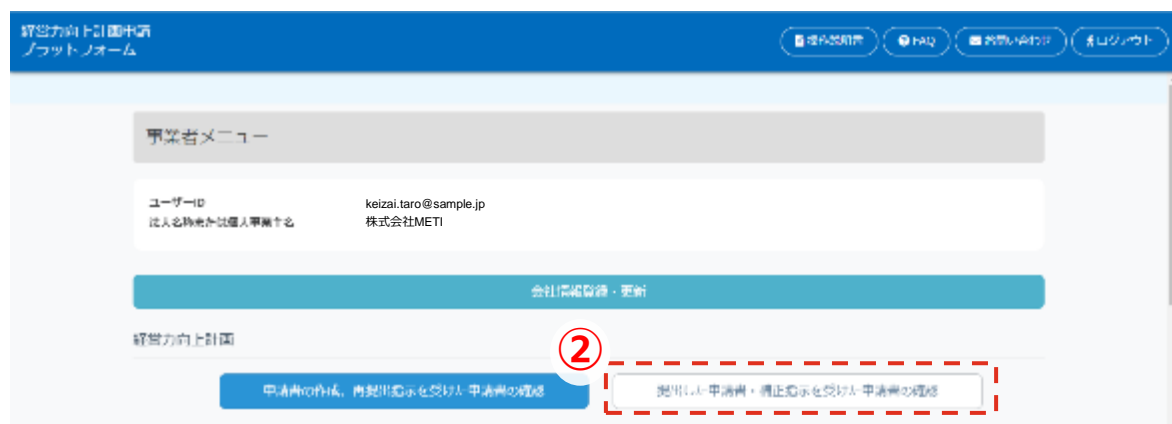 経営力向上計画申請
プラットフォーム
操作説明書
FAQ
お問い合わせ
ログアウト
事業者メニュー
ユーザーID
keizai.taro@sample.jp
法人名称または個人事業主名
株式会社METI
会社情報登録・更新
経営力向上計画
②
申請書の作成、再提出指示を受けた申請書の確認
提出した申請書・補正指示を受けた申請書の確認